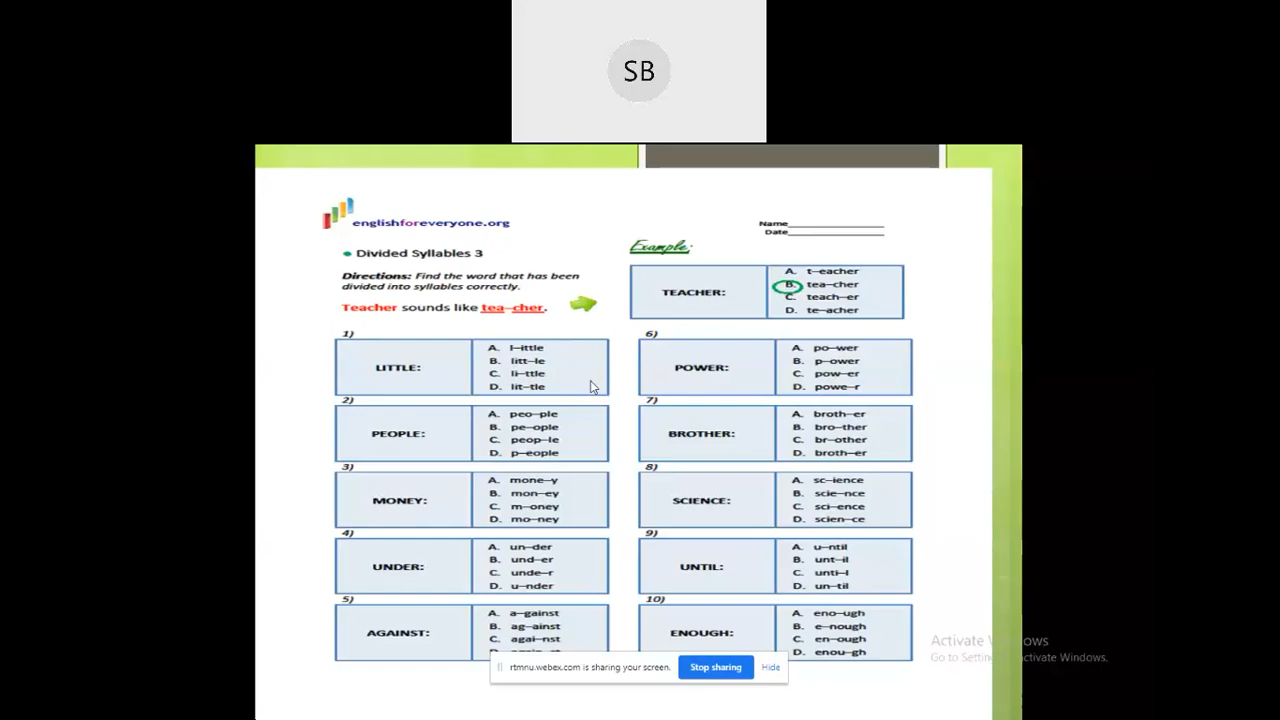 SB
englishforeveryone.org
Name
Date
Divided Syllables 3
Example:
Directions: Find the word that has been
divided into syllables correctly.
Teacher sounds like tea-cher.
TEACHER:
A. t-eacher
B. tea-cher
C. teach-er
D. te-acher
1)
LITTLE:
A. l-ittle
B. litt-le
C. li-ttle
D. lit-tle
2)
PEOPLE:
A. peo-ple
B. pe-ople
C. peop-le
D. p-eople
3)
MONEY:
A. mone-y
B. mon-ey
C. m-oney
D. mo-ney
4)
UNDER:
A. un-der
B. und-er
C. unde-r
D. u-nder
5)
AGAINST:
A. a-gainst
B. ag-ainst
C. agai-nst
6)
POWER:
A. po-wer
B. p-ower
C. pow-er
D. powe-r
7)
BROTHER:
A. broth-er
B. bro-ther
C. br-other
D. broth-er
8)
SCIENCE:
A. sc-ience
B. scie-nce
C. sci-ence
D. scien-ce
9)
UNTIL:
A. u-ntil
B. unt-il
C. unti-l
D. un-til
10)
ENOUGH:
A. eno-ugh
B. e-nough
C. en-ough
D. enou-gh
rtmnu.webex.com is sharing your screen.
Stop sharing
Hide
Activate Windows
Go to Settings to activate Windows.